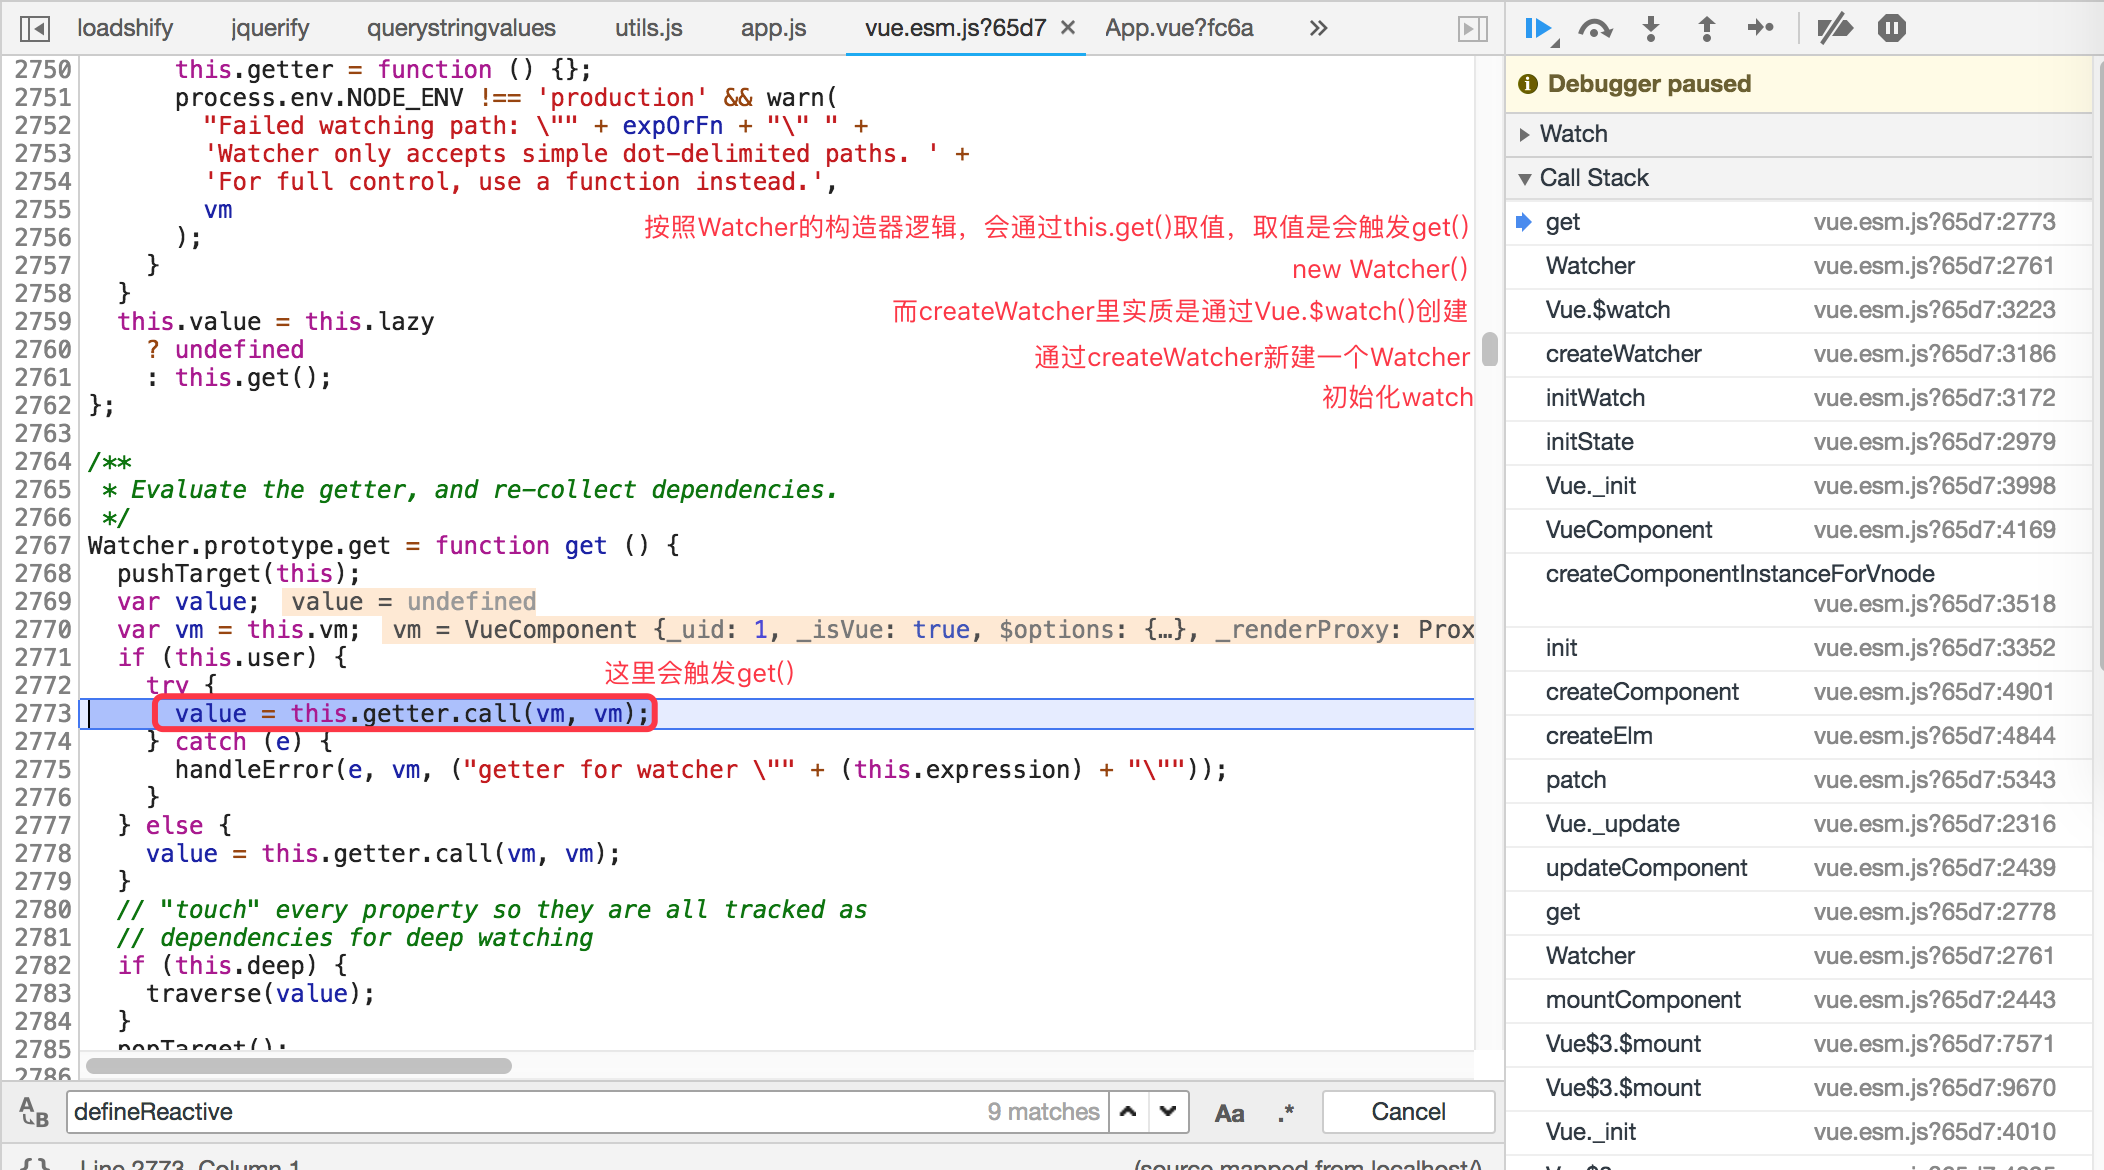 loadshify jquerify querystringvalues utils.js app.js vue.esm.js?65d7 × App.vue?fc6a »
2750 this.getter = function () {};
2751 process.env.NODE_ENV !== 'production' && warn(
2752 "Failed watching path: \"" + expOrFn + "\" " +
2753 'Watcher only accepts simple dot-delimited paths. ' +
2754 'For full control, use a function instead.',
2755 vm
按照Watcher的构造器逻辑，会通过this.get()取值，取值是会触发get()
2756 );
2757 }
new Watcher()
2758 }
而createWatcher里实质是通过Vue.$watch()创建
2759 this.value = this.lazy
2760 ? undefined
通过createWatcher新建一个Watcher
2761 : this.get();
初始化watch
2762 };
2763
2764 /**
2765 * Evaluate the getter, and re-collect dependencies.
2766 */
2767 Watcher.prototype.get = function get () {
2768 pushTarget(this);
2769 var value; value = undefined
2770 var vm = this.vm; vm = VueComponent {_uid: 1, _isVue: true, $options: {…}, _renderProxy: Prox
2771 if (this.user) {
这里会触发get()
2772 try {
2773 value = this.getter.call(vm, vm);
2774 } catch (e) {
2775 handleError(e, vm, ("getter for watcher \"" + (this.expression) + "\""));
2776 }
2777 } else {
2778 value = this.getter.call(vm, vm);
2779 }
2780 // "touch" every property so they are all tracked as
2781 // dependencies for deep watching
2782 if (this.deep) {
2783 traverse(value);
2784 }
2785 popTarget();
2786
defineReactive 9 matches Aa .* Cancel
{} Line 2773, Column 1 (source mapped from localhost/)
Debugger paused
Watch
Call Stack
get vue.esm.js?65d7:2773
Watcher vue.esm.js?65d7:2761
Vue.$watch vue.esm.js?65d7:3223
createWatcher vue.esm.js?65d7:3186
initWatch vue.esm.js?65d7:3172
initState vue.esm.js?65d7:2979
Vue._init vue.esm.js?65d7:3998
VueComponent vue.esm.js?65d7:4169
createComponentInstanceForVnode
vue.esm.js?65d7:3518
init vue.esm.js?65d7:3352
createComponent vue.esm.js?65d7:4901
createElm vue.esm.js?65d7:4844
patch vue.esm.js?65d7:5343
Vue._update vue.esm.js?65d7:2316
updateComponent vue.esm.js?65d7:2439
get vue.esm.js?65d7:2778
Watcher vue.esm.js?65d7:2761
mountComponent vue.esm.js?65d7:2443
Vue$3.$mount vue.esm.js?65d7:7571
Vue$3.$mount vue.esm.js?65d7:9670
Vue._init vue.esm.js?65d7:4010